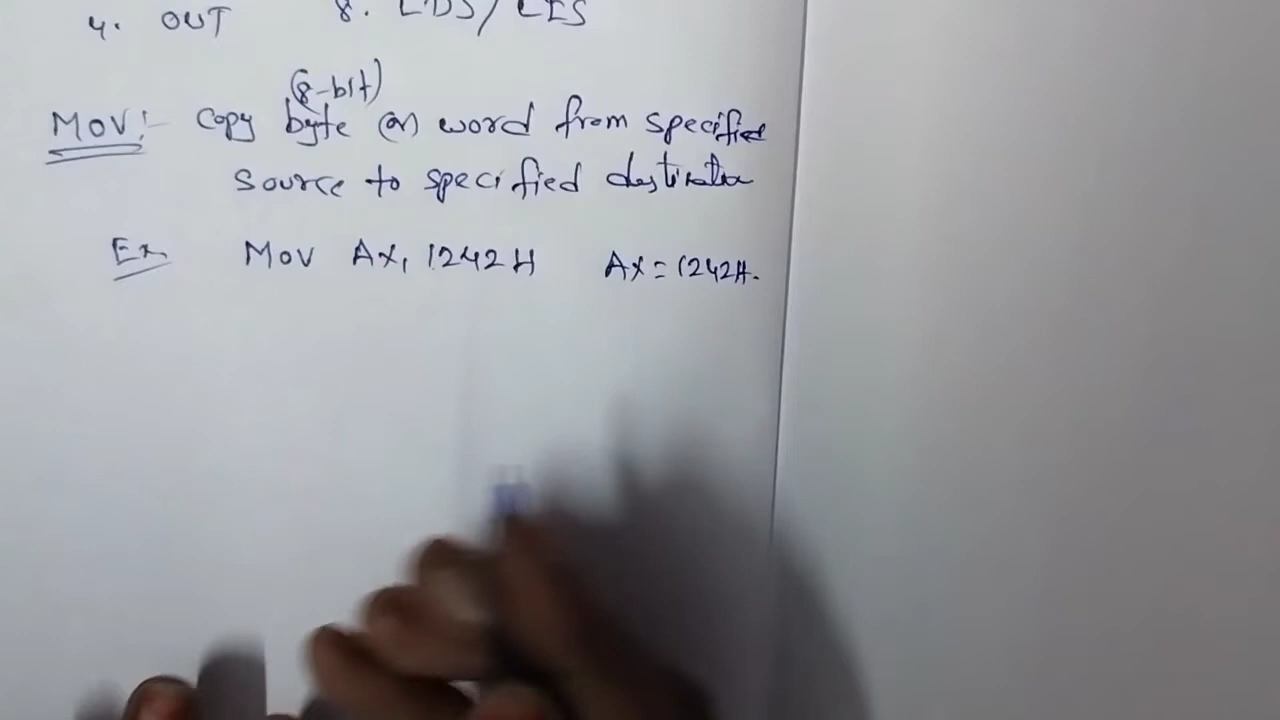 4. OUT 8. LDS/LES
(8-bit)
MOV:- Copy byte (or) word from specified
source to specified destination
Ex Mov Ax, 1242H Ax = 1242H.